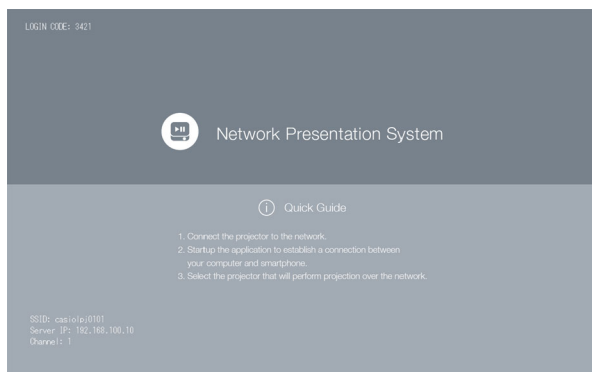 LOGIN CODE: 3421
Network Presentation System
Quick Guide
1. Connect the projector to the network.
2. Startup the application to establish a connection between
your computer and smartphone.
3. Select the projector that will perform projection over the network.
SSID: casiolpj0101
Server IP: 192.168.100.10
Channel: 1